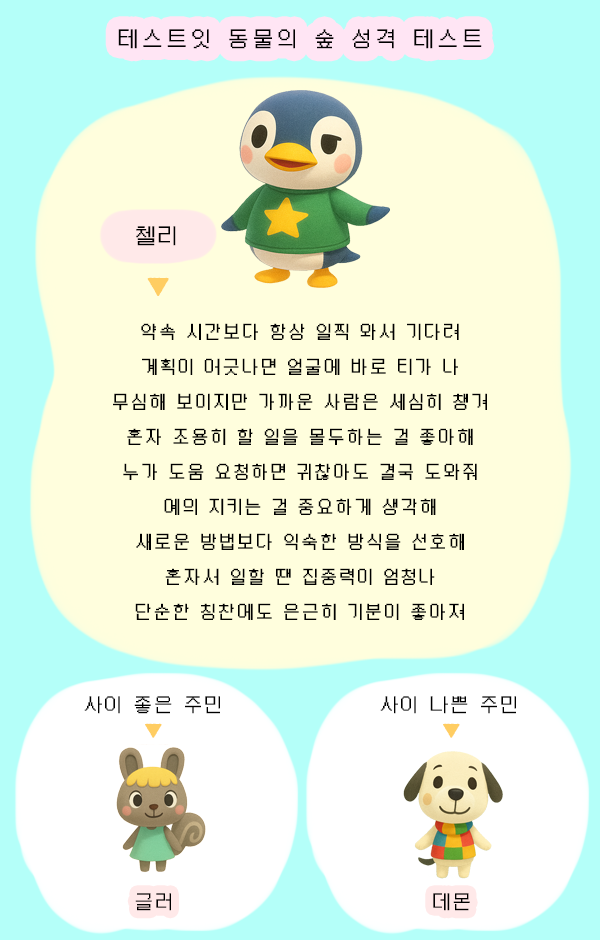 테스트잇 동물의 숲 성격 테스트
첼리
약속 시간보다 항상 일찍 와서 기다려
계획이 어긋나면 얼굴에 바로 티가 나
무심해 보이지만 가까운 사람은 세심히 챙겨
혼자 조용히 할 일을 몰두하는 걸 좋아해
누가 도움 요청하면 귀찮아도 결국 도와줘
예의 지키는 걸 중요하게 생각해
새로운 방법보다 익숙한 방식을 선호해
혼자서 일할 땐 집중력이 엄청나
단순한 칭찬에도 은근히 기분이 좋아져
사이 좋은 주민
사이 나쁜 주민
글러
데몬